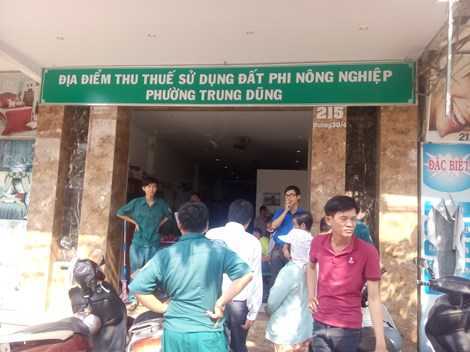 ĐỊA ĐIỂM THU THUẾ SỬ DỤNG ĐẤT PHI NÔNG NGHIỆP
PHƯỜNG TRUNG DŨNG
215
ĐẶC BIỆT